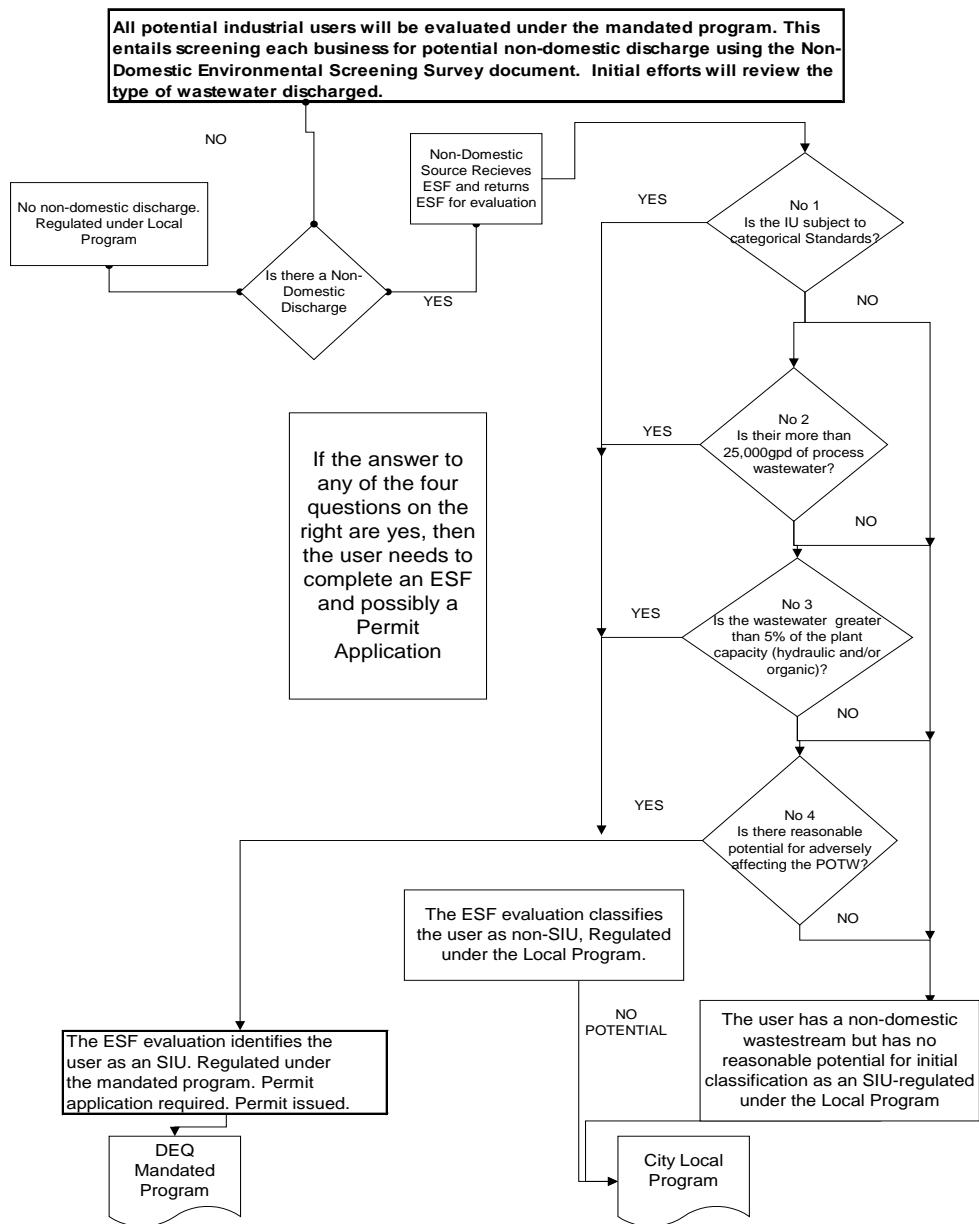 All potential industrial users will be evaluated under the mandated program. This
entails screening each business for potential non-domestic discharge using the Non-
Domestic Environmental Screening Survey document. Initial efforts will review the
type of wastewater discharged.
NO
Non-Domestic
Source Recieves
ESF and returns
ESF for evaluation
YES
No 1
Is the IU subject to
categorical Standards?
No non-domestic discharge.
Regulated under Local
Program
Is there a Non-
Domestic
Discharge
YES
NO
No 2
Is their more than
25,000gpd of process
wastewater?
YES
NO
If the answer to
any of the four
questions on the
right are yes, then
the user needs to
complete an ESF
and possibly a
Permit
Application
YES
No 3
Is the wastewater greater
than 5% of the plant
capacity (hydraulic and/or
organic)?
NO
YES
No 4
Is there reasonable
potential for adversely
affecting the POTW?
NO
The ESF evaluation classifies
the user as non-SIU, Regulated
under the Local Program.
NO
POTENTIAL
The user has a non-domestic
wastestream but has no
reasonable potential for initial
classification as an SIU-regulated
under the Local Program
The ESF evaluation identifies the
user as an SIU. Regulated under
the mandated program. Permit
application required. Permit issued.
DEQ
Mandated
Program
City Local
Program